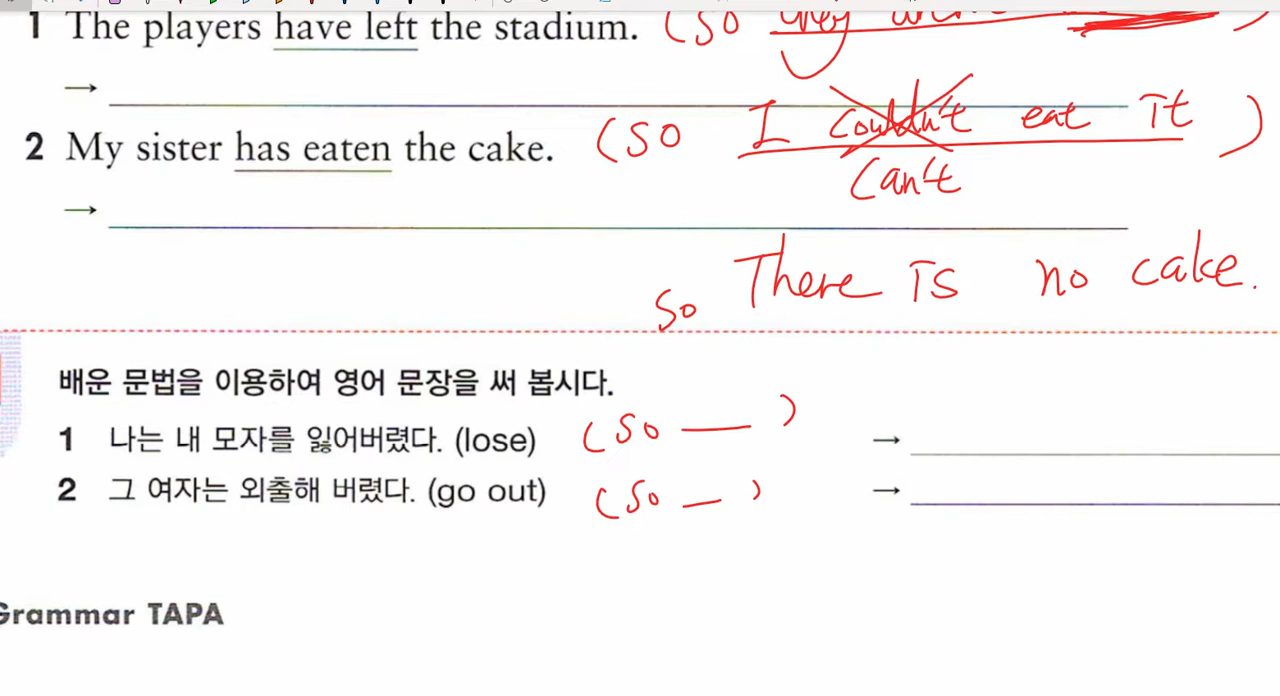 1 The players have left the stadium. (so they
→
2 My sister has eaten the cake. (so I couldn't eat it)
can't
→
so There is no cake.
배운 문법을 이용하여 영어 문장을 써 봅시다.
1 나는 내 모자를 잃어버렸다. (lose) (so __) →
2 그 여자는 외출해 버렸다. (go out) (so _) →
Grammar TAPA